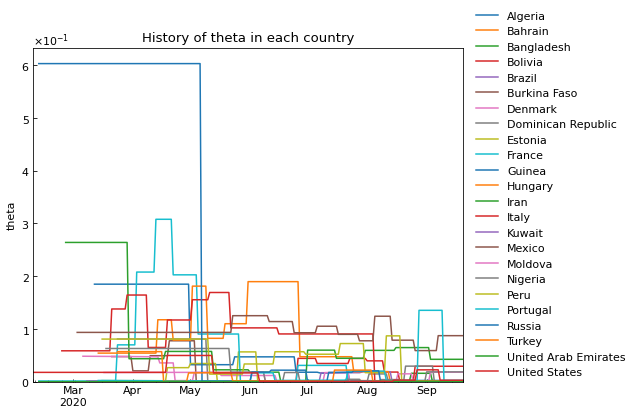 ×10⁻¹
History of theta in each country
6
5
4
3
2
1
0
theta
Mar
2020
Apr
May
Jun
Jul
Aug
Sep
Algeria
Bahrain
Bangladesh
Bolivia
Brazil
Burkina Faso
Denmark
Dominican Republic
Estonia
France
Guinea
Hungary
Iran
Italy
Kuwait
Mexico
Moldova
Nigeria
Peru
Portugal
Russia
Turkey
United Arab Emirates
United States